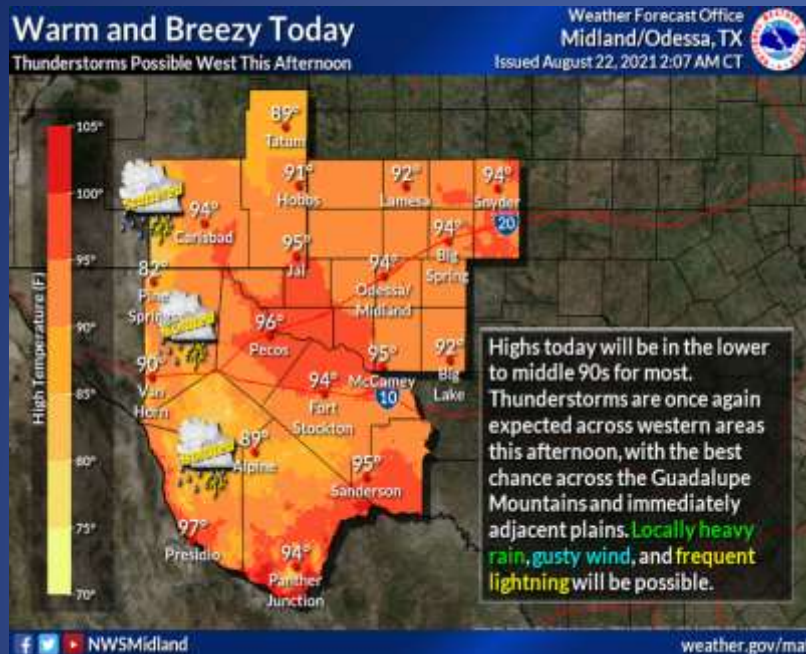 Warm and Breezy Today
Thunderstorms Possible West This Afternoon
Weather Forecast Office
Midland/Odessa, TX
Issued August 22, 2021 2:07 AM CT
High Temperature (F)
105°
100°
95°
90°
85°
80°
75°
70°
89°
Tatum
Scattered
91°
Hobbs
92°
Lamesa
94°
Snyder
20
94°
Carlsbad
95°
Jal
94°
Big
Spring
94°
Odessa/
Midland
82°
Pine
Springs
Isolated
96°
Pecos
90°
Van
Horn
95°
McCamey
92°
Big
Lake
10
94°
Fort
Stockton
Isolated
89°
Alpine
95°
Sanderson
97°
Presidio
94°
Panther
Junction
Highs today will be in the lower
to middle 90s for most.
Thunderstorms are once again
expected across western areas
this afternoon, with the best
chance across the Guadalupe
Mountains and immediately
adjacent plains. Locally heavy
rain, gusty wind, and frequent
lightning will be possible.
NWSMidland
weather.gov/ma